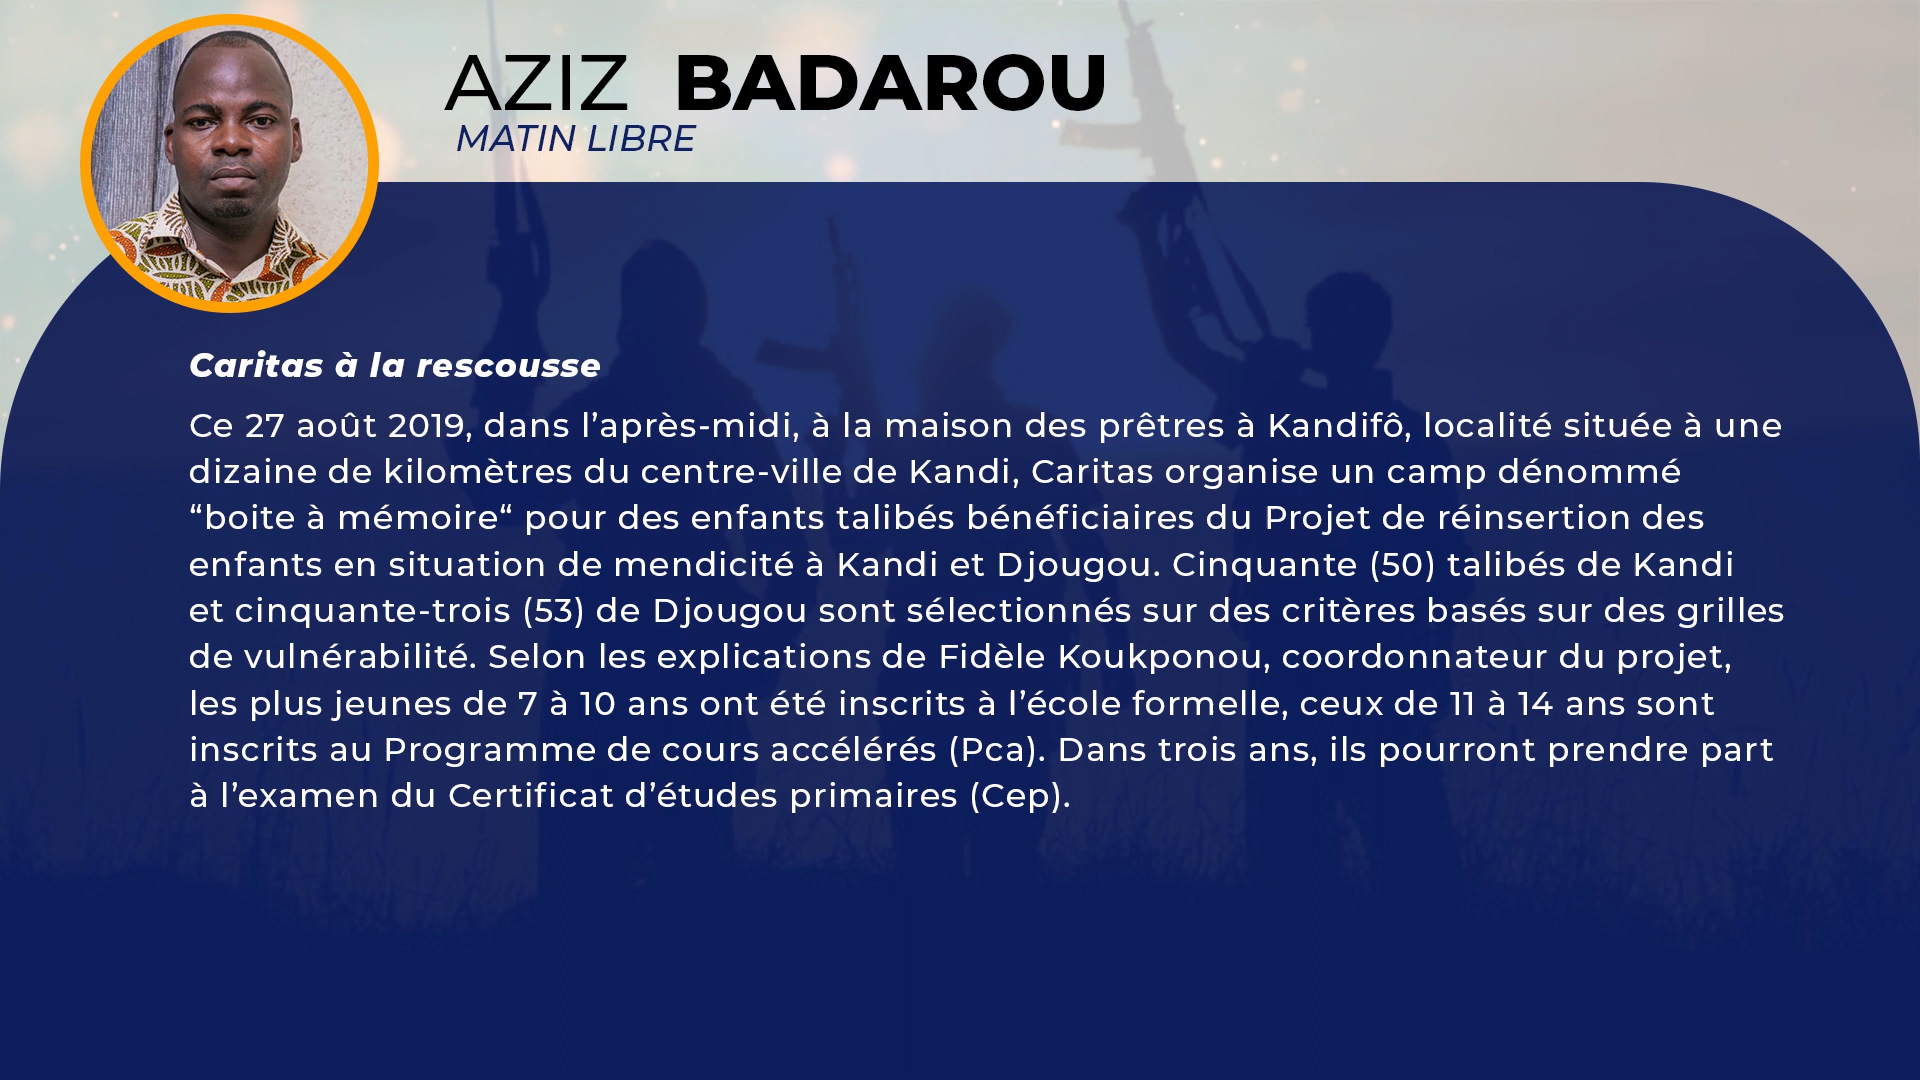 AZIZ BADAROU
MATIN LIBRE
Caritas à la rescousse
Ce 27 août 2019, dans l’après-midi, à la maison des prêtres à Kandifô, localité située à une
dizaine de kilomètres du centre-ville de Kandi, Caritas organise un camp dénommé
“boite à mémoire“ pour des enfants talibés bénéficiaires du Projet de réinsertion des
enfants en situation de mendicité à Kandi et Djougou. Cinquante (50) talibés de Kandi
et cinquante-trois (53) de Djougou sont sélectionnés sur des critères basés sur des grilles
de vulnérabilité. Selon les explications de Fidèle Koukponou, coordonnateur du projet,
les plus jeunes de 7 à 10 ans ont été inscrits à l’école formelle, ceux de 11 à 14 ans sont
inscrits au Programme de cours accélérés (Pca). Dans trois ans, ils pourront prendre part
à l’examen du Certificat d’études primaires (Cep).